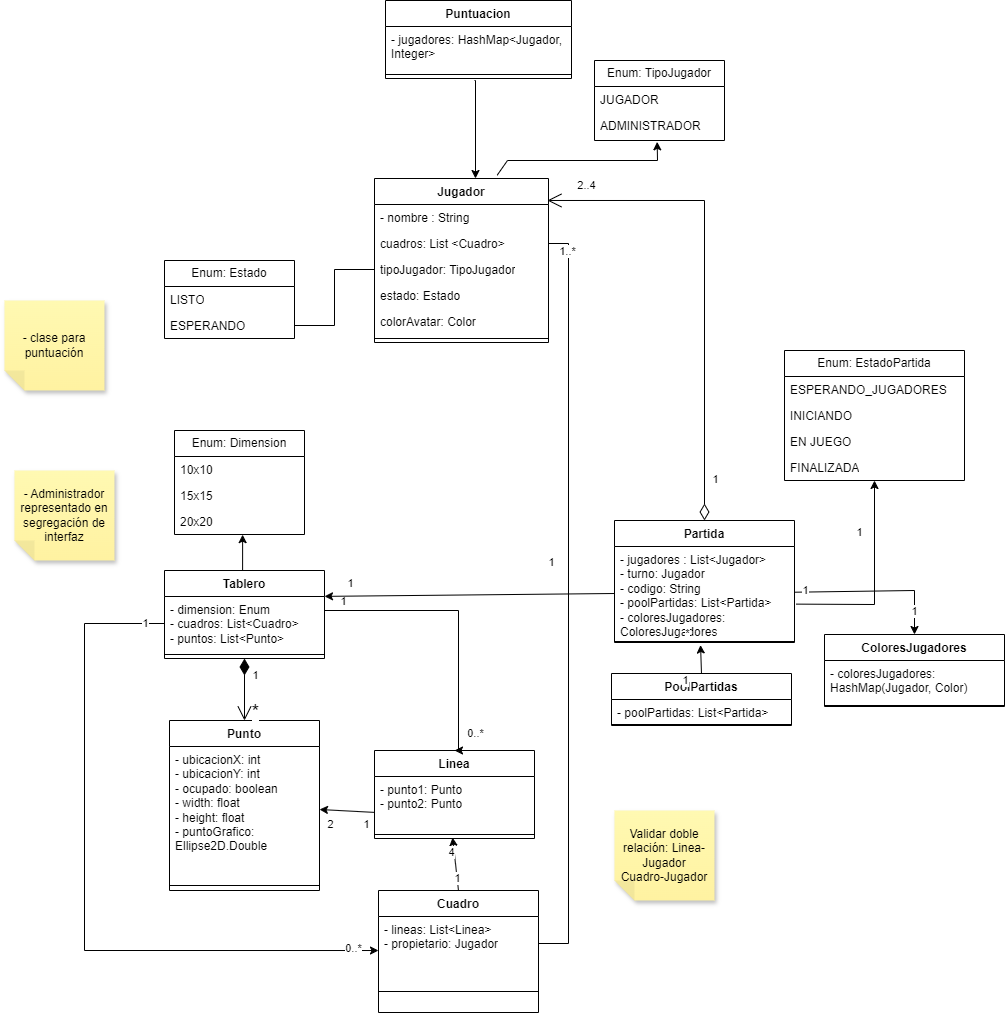 Puntuacion
- jugadores: HashMap<Jugador,
Integer>
Enum: TipoJugador
JUGADOR
ADMINISTRADOR
Jugador
- nombre : String
cuadros: List <Cuadro>
tipoJugador: TipoJugador
estado: Estado
colorAvatar: Color
2..4
1..*
Enum: Estado
LISTO
ESPERANDO
- clase para
puntuación
Enum: EstadoPartida
ESPERANDO_JUGADORES
INICIANDO
EN JUEGO
FINALIZADA
Enum: Dimension
10x10
15x15
20x20
- Administrador
representado en
segregación de
interfaz
1
1
Partida
- jugadores : List<Jugador>
- turno: Jugador
- codigo: String
- poolPartidas: List<Partida>
- coloresJugadores:
ColoresJugadores
*
1
1
1
1
1
Tablero
- dimension: Enum
- cuadros: List<Cuadro>
- puntos: List<Punto>
1
1
*
ColoresJugadores
- coloresJugadores:
HashMap(Jugador, Color)
1
PoolPartidas
- poolPartidas: List<Partida>
Punto
- ubicacionX: int
- ubicacionY: int
- ocupado: boolean
- width: float
- height: float
- puntoGrafico:
Ellipse2D.Double
0..*
Linea
- punto1: Punto
- punto2: Punto
2
1
4
1
Validar doble
relación: Linea-
Jugador
Cuadro-Jugador
Cuadro
- lineas: List<Linea>
- propietario: Jugador
0..*